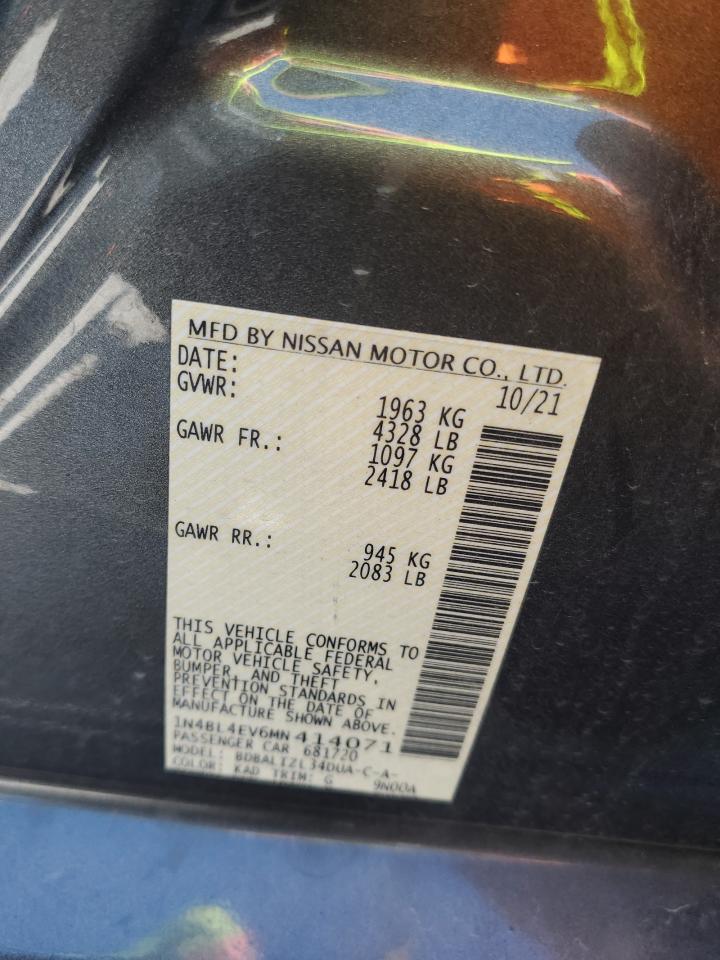 MFD BY NISSAN MOTOR CO., LTD.
DATE: 10/21
GVWR: 1963 KG
4328 LB
GAWR FR.: 1097 KG
2418 LB
GAWR RR.: 945 KG
2083 LB
THIS VEHICLE CONFORMS TO
ALL APPLICABLE FEDERAL
MOTOR VEHICLE SAFETY,
BUMPER, AND THEFT
PREVENTION STANDARDS IN
EFFECT ON THE DATE OF
MANUFACTURE SHOWN ABOVE.
1N4BL4EV6MN414071
PASSENGER CAR 681720
MODEL: BDBALIZL34DUA-C-A-
COLOR: KAD TRIM: G 9N00A